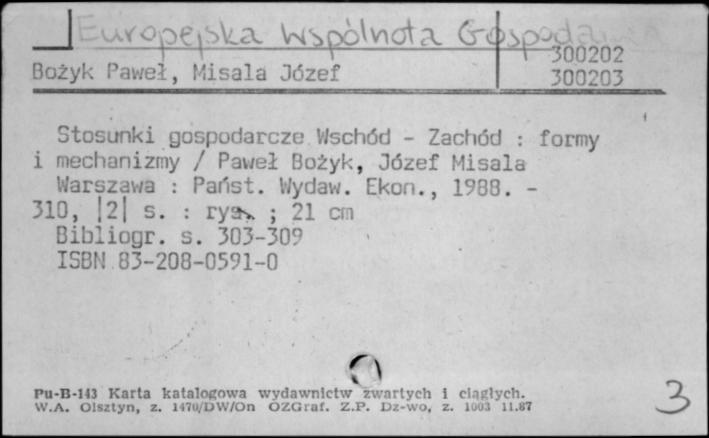 Europejska Wspólnota Gospodarcza
300202
Bożyk Paweł, Misala Józef 300203
Stosunki gospodarcze Wschód - Zachód : formy
i mechanizmy / Paweł Bożyk, Józef Misala
Warszawa : Państ. Wydaw. Ekon., 1988. -
310, |2| s. : rys. ; 21 cm
Bibliogr. s. 303-309
ISBN 83-208-0591-0
Pu-B-143 Karta katalogowa wydawnictw zwartych i ciągłych.
W.A. Olsztyn, z. 1470/DW/On OZGraf. Z.P. Dz-wo, z. 1003 11.87
3